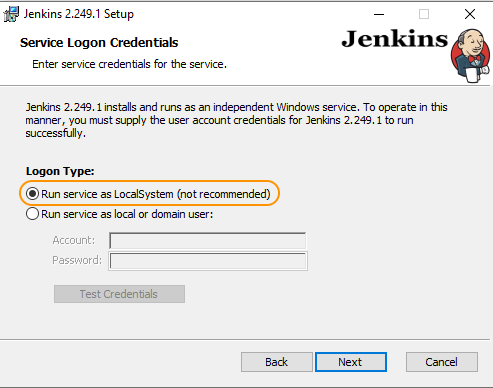 Jenkins 2.249.1 Setup
Service Logon Credentials
Enter service credentials for the service.
Jenkins
Jenkins 2.249.1 installs and runs as an independent Windows service. To operate in this
manner, you must supply the user account credentials for Jenkins 2.249.1 to run
successfully.
Logon Type:
Run service as LocalSystem (not recommended)
Run service as local or domain user:
Account:
Password:
Test Credentials
Back
Next
Cancel